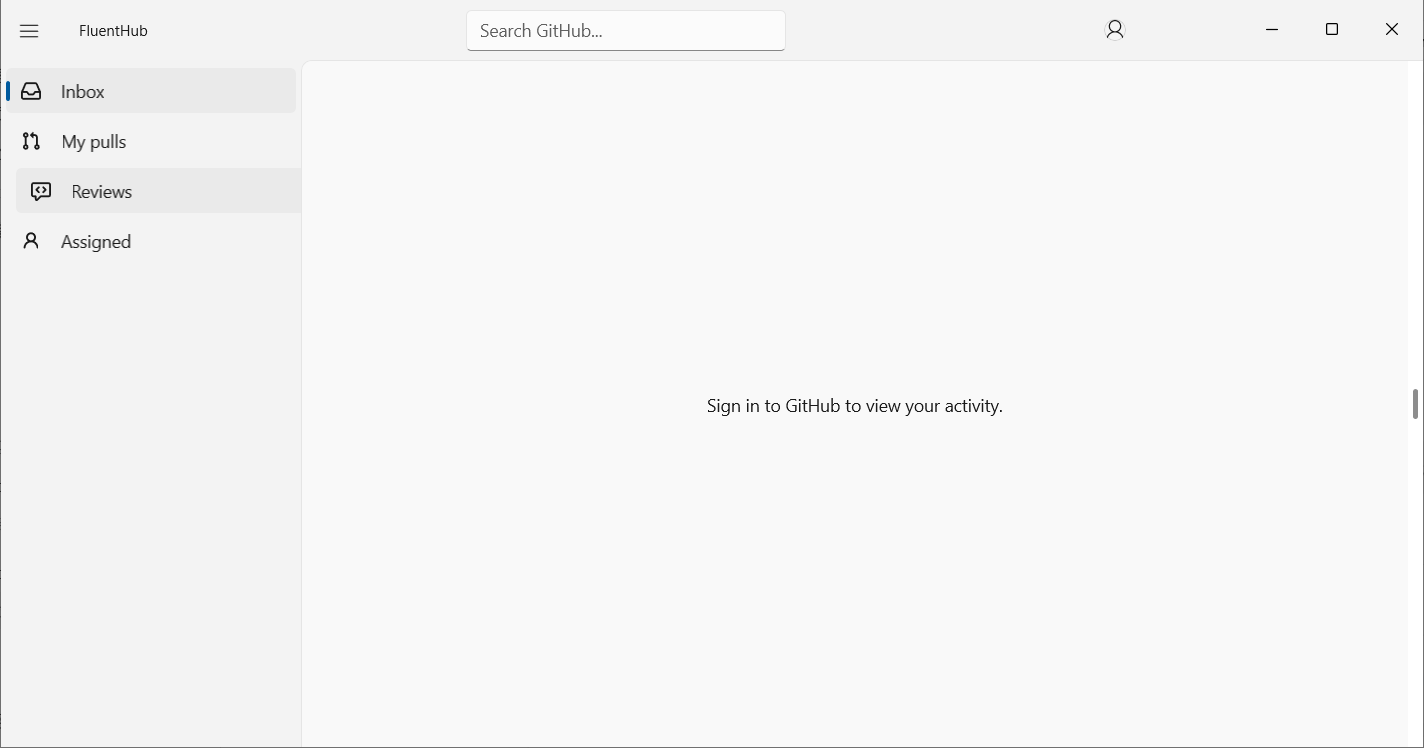 FluentHub
Search GitHub...
Inbox
My pulls
Reviews
Assigned
Sign in to GitHub to view your activity.